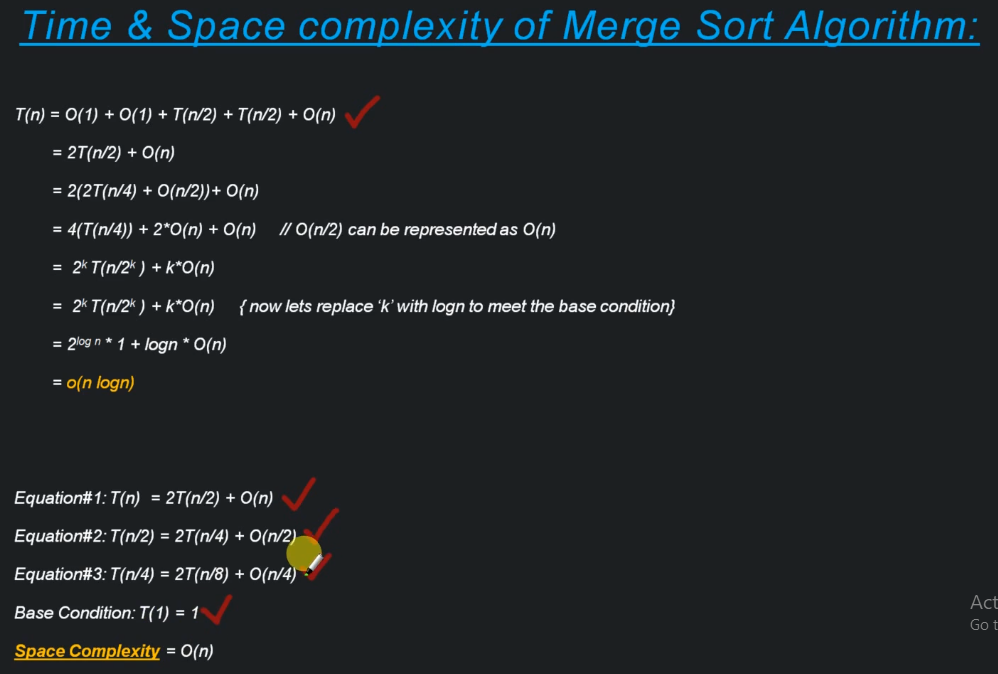 Time & Space complexity of Merge Sort Algorithm:
T(n) = O(1) + O(1) + T(n/2) + T(n/2) + O(n)
= 2T(n/2) + O(n)
= 2(2T(n/4) + O(n/2))+ O(n)
= 4(T(n/4)) + 2*O(n) + O(n) // O(n/2) can be represented as O(n)
= 2ᵏ T(n/2ᵏ ) + k*O(n)
= 2ᵏ T(n/2ᵏ ) + k*O(n) { now lets replace ‘k’ with logn to meet the base condition}
= 2ˡᵒᵍ ⁿ * 1 + logn * O(n)
= o(n logn)
Equation#1: T(n) = 2T(n/2) + O(n)
Equation#2: T(n/2) = 2T(n/4) + O(n/2)
Equation#3: T(n/4) = 2T(n/8) + O(n/4)
Base Condition: T(1) = 1
Space Complexity = O(n)